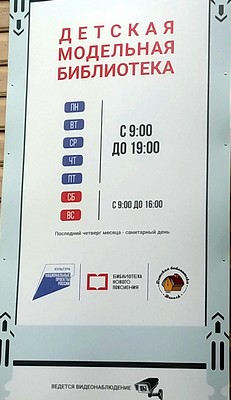 ДЕТСКАЯ
МОДЕЛЬНАЯ
БИБЛИОТЕКА
ПН
ВТ
СР
ЧТ
ПТ
С 9:00
ДО 19:00
СБ
ВС
С 9:00 ДО 16:00
Последний четверг месяца - санитарный день
КУЛЬТУРА
НАЦИОНАЛЬНЫЕ
ПРОЕКТЫ
РОССИИ
БИБЛИОТЕКА
НОВОГО
ПОКОЛЕНИЯ
ВЕДЕТСЯ ВИДЕОНАБЛЮДЕНИЕ